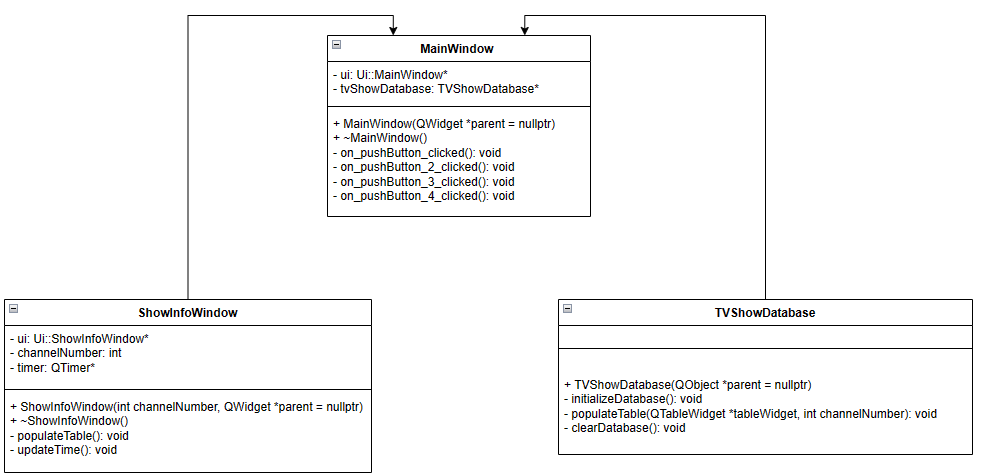 MainWindow
- ui: Ui::MainWindow*
- tvShowDatabase: TVShowDatabase*
+ MainWindow(QWidget *parent = nullptr)
+ ~MainWindow()
- on_pushButton_clicked(): void
- on_pushButton_2_clicked(): void
- on_pushButton_3_clicked(): void
- on_pushButton_4_clicked(): void
ShowInfoWindow
- ui: Ui::ShowInfoWindow*
- channelNumber: int
- timer: QTimer*
+ ShowInfoWindow(int channelNumber, QWidget *parent = nullptr)
+ ~ShowInfoWindow()
- populateTable(): void
- updateTime(): void
TVShowDatabase
+ TVShowDatabase(QObject *parent = nullptr)
- initializeDatabase(): void
- populateTable(QTableWidget *tableWidget, int channelNumber): void
- clearDatabase(): void